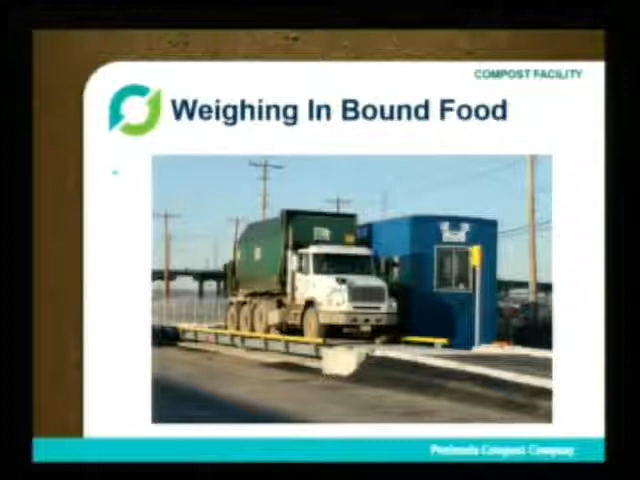 COMPOST FACILITY
Weighing In Bound Food
Peninsula Compost Company